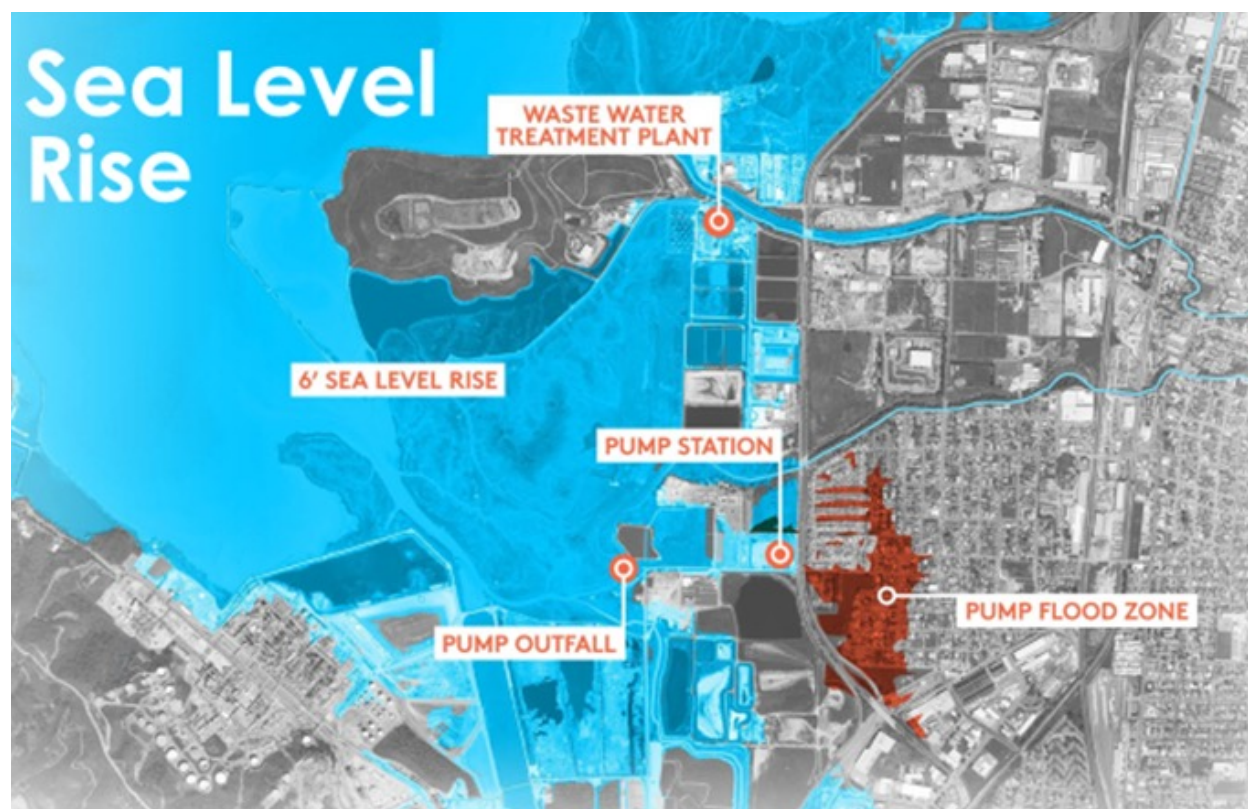 Sea Level
Rise
WASTE WATER
TREATMENT PLANT
6’ SEA LEVEL RISE
PUMP STATION
PUMP OUTFALL
PUMP FLOOD ZONE